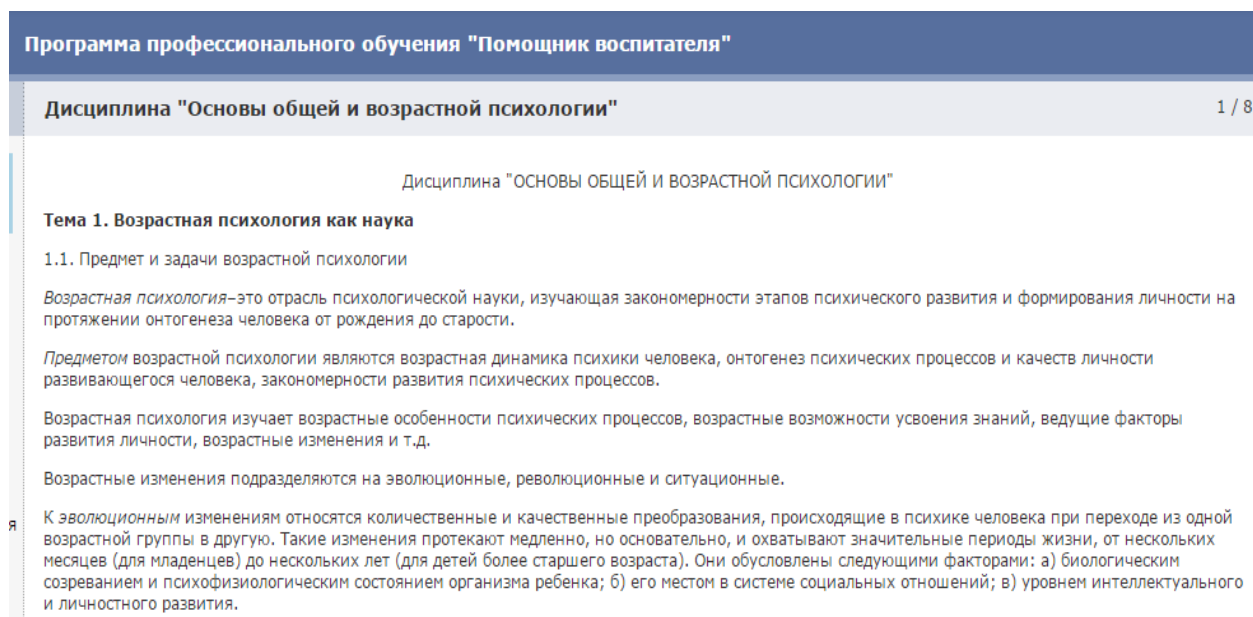 Программа профессионального обучения "Помощник воспитателя"
Дисциплина "Основы общей и возрастной психологии"
1 / 8
Дисциплина "ОСНОВЫ ОБЩЕЙ И ВОЗРАСТНОЙ ПСИХОЛОГИИ"
Тема 1. Возрастная психология как наука
1.1. Предмет и задачи возрастной психологии
Возрастная психология–это отрасль психологической науки, изучающая закономерности этапов психического развития и формирования личности на
протяжении онтогенеза человека от рождения до старости.
Предметом возрастной психологии являются возрастная динамика психики человека, онтогенез психических процессов и качеств личности
развивающегося человека, закономерности развития психических процессов.
Возрастная психология изучает возрастные особенности психических процессов, возрастные возможности усвоения знаний, ведущие факторы
развития личности, возрастные изменения и т.д.
Возрастные изменения подразделяются на эволюционные, революционные и ситуационные.
я
К эволюционным изменениям относятся количественные и качественные преобразования, происходящие в психике человека при переходе из одной
возрастной группы в другую. Такие изменения протекают медленно, но основательно, и охватывают значительные периоды жизни, от нескольких
месяцев (для младенцев) до нескольких лет (для детей более старшего возраста). Они обусловлены следующими факторами: а) биологическим
созреванием и психофизиологическим состоянием организма ребенка; б) его местом в системе социальных отношений; в) уровнем интеллектуального
и личностного развития.